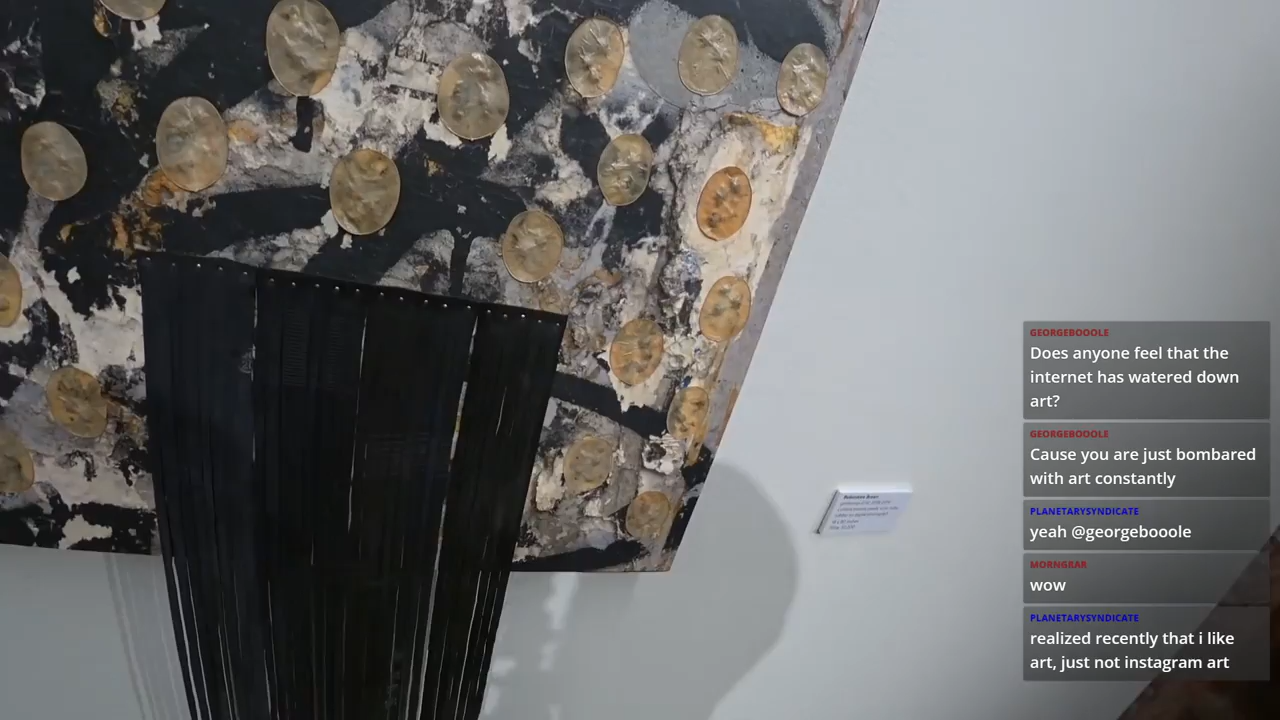 GEORGEBOOOLE
Does anyone feel that the
internet has watered down
art?
GEORGEBOOOLE
Cause you are just bombared
with art constantly
PLANETARYSYNDICATE
yeah @georgebooole
MORNGRAR
wow
PLANETARYSYNDICATE
realized recently that i like
art, just not instagram art